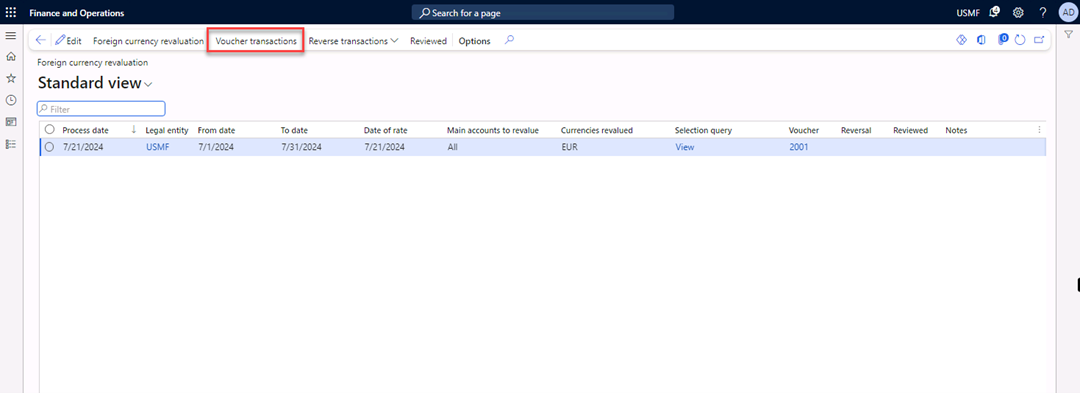 Finance and Operations Search for a page USMF 4 ? AD
Edit Foreign currency revaluation Voucher transactions Reverse transactions Reviewed Options 0
Foreign currency revaluation
Standard view
Filter
Process date Legal entity From date To date Date of rate Main accounts to revalue Currencies revalued Selection query Voucher Reversal Reviewed Notes
7/21/2024 USMF 7/1/2024 7/31/2024 7/21/2024 All EUR View 2001